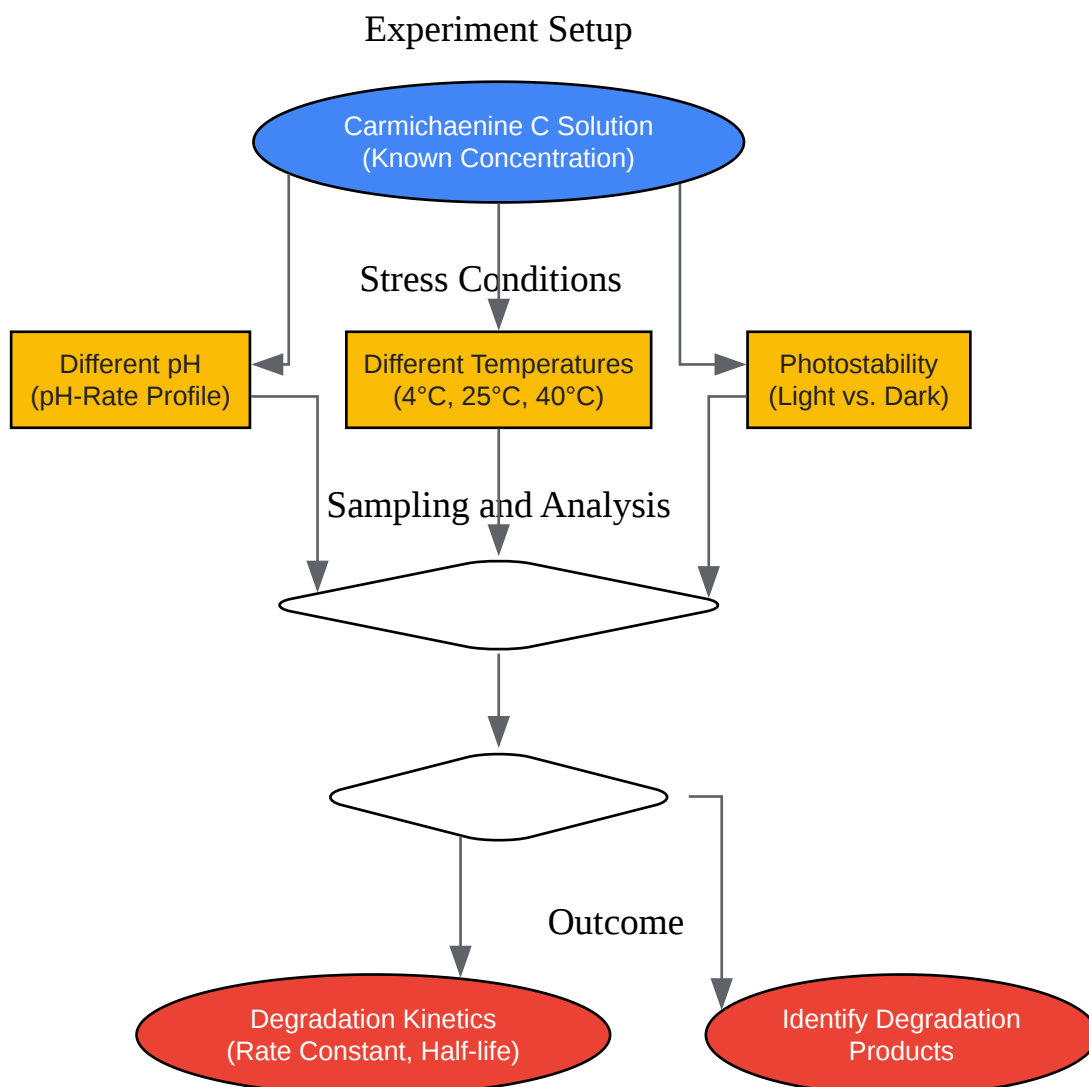 Experiment Setup
Carmichaenine C Solution
(Known Concentration)
Stress Conditions
Different pH
(pH-Rate Profile)
Different Temperatures
(4°C, 25°C, 40°C)
Photostability
(Light vs. Dark)
Sampling and Analysis
Outcome
Degradation Kinetics
(Rate Constant, Half-life)
Identify Degradation
Products